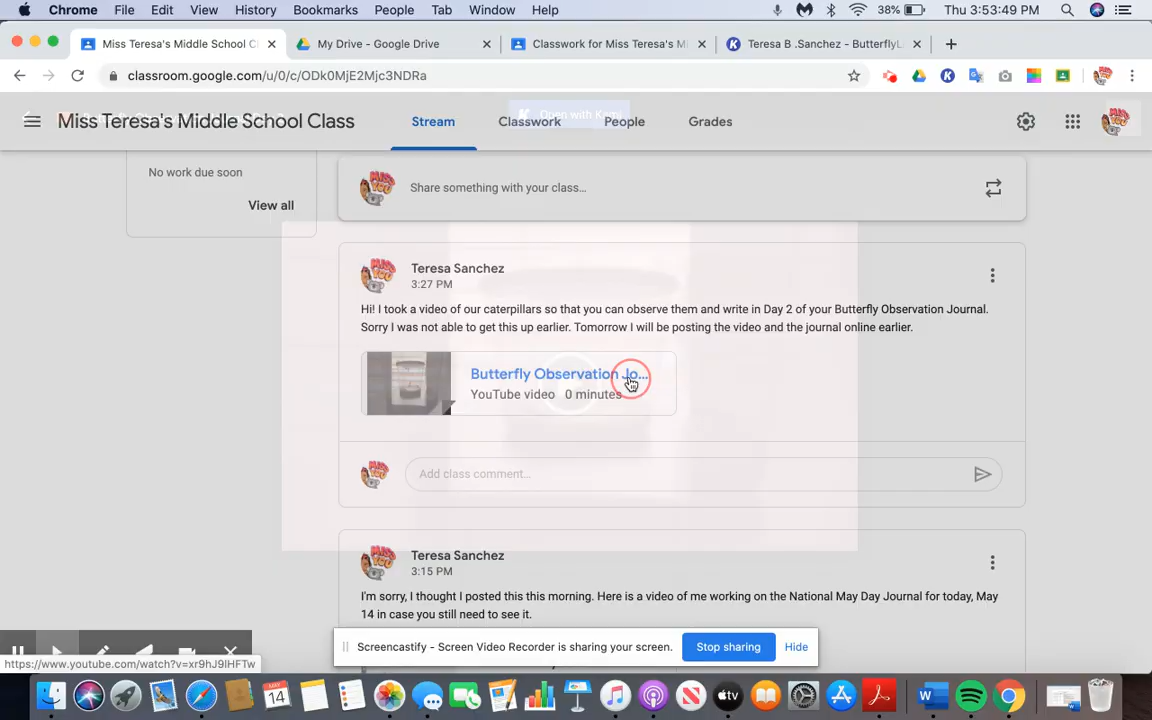 Chrome File Edit View History Bookmarks People Tab Window Help 38% Thu 3:53:49 PM
Miss Teresa's Middle School C My Drive - Google Drive Classwork for Miss Teresa's M Teresa B .Sanchez - ButterflyL
classroom.google.com/u/0/c/ODk0MjE2Mjc3NDRa
Miss Teresa's Middle School Class Stream Classwork People Grades
Open with Kami
No work due soon
View all
Share something with your class...
Teresa Sanchez
3:27 PM
Hi! I took a video of our caterpillars so that you can observe them and write in Day 2 of your Butterfly Observation Journal.
Sorry I was not able to get this up earlier. Tomorrow I will be posting the video and the journal online earlier.
Butterfly Observation Jo...
YouTube video 0 minutes
Add class comment...
Teresa Sanchez
3:15 PM
I'm sorry, I thought I posted this this morning. Here is a video of me working on the National May Day Journal for today, May
14 in case you still need to see it.
Screencastify - Screen Video Recorder is sharing your screen. Stop sharing Hide
https://www.youtube.com/watch?v=xr9hJ9IHFTw